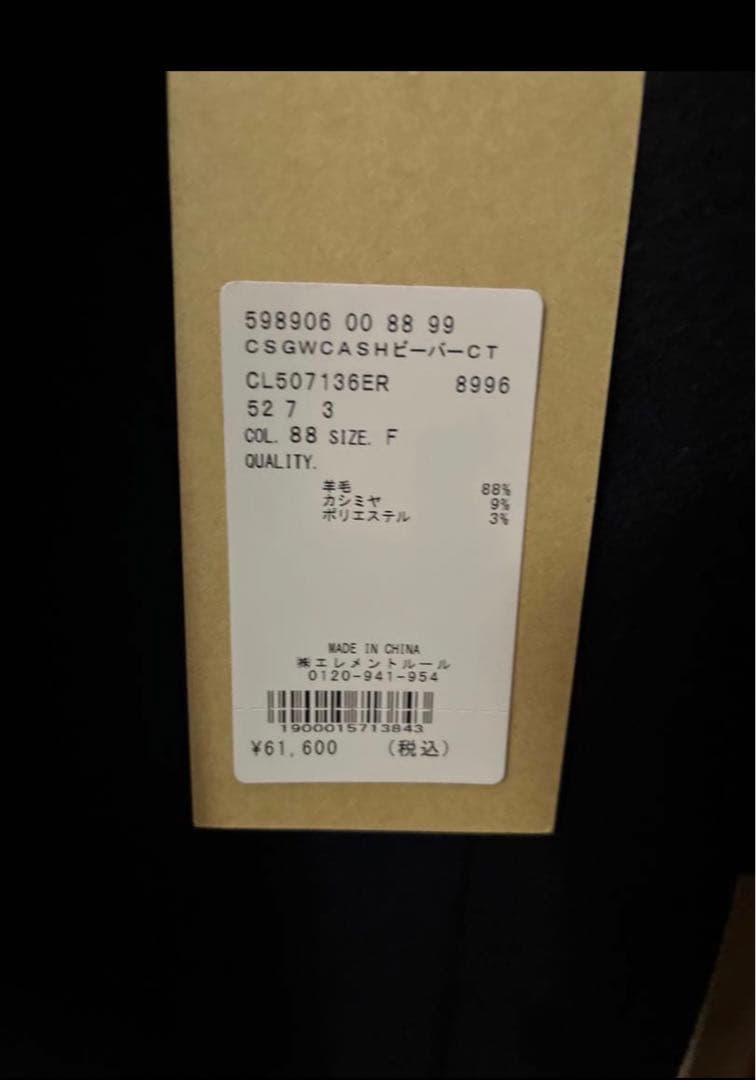 598906 00 88 99
CSGWCASHビーバーCT
CL507136ER 8996
52 7 3
COL. 88 SIZE. F
QUALITY.
羊毛 88%
カシミヤ 9%
ポリエステル 3%
MADE IN CHINA
㈱エレメントルール
0120-941-954
1900015713843
¥61,600 (税込)